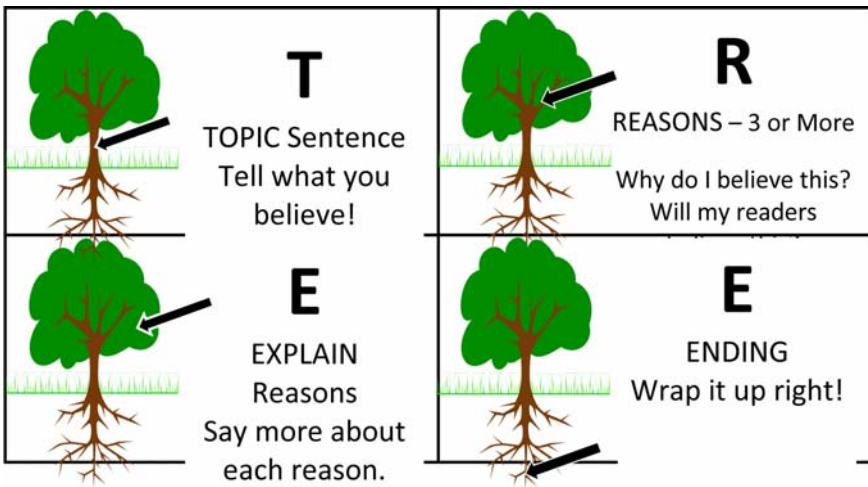 T
TOPIC Sentence
Tell what you
believe!
R
REASONS – 3 or More
Why do I believe this?
Will my readers
E
EXPLAIN
Reasons
Say more about
each reason.
E
ENDING
Wrap it up right!